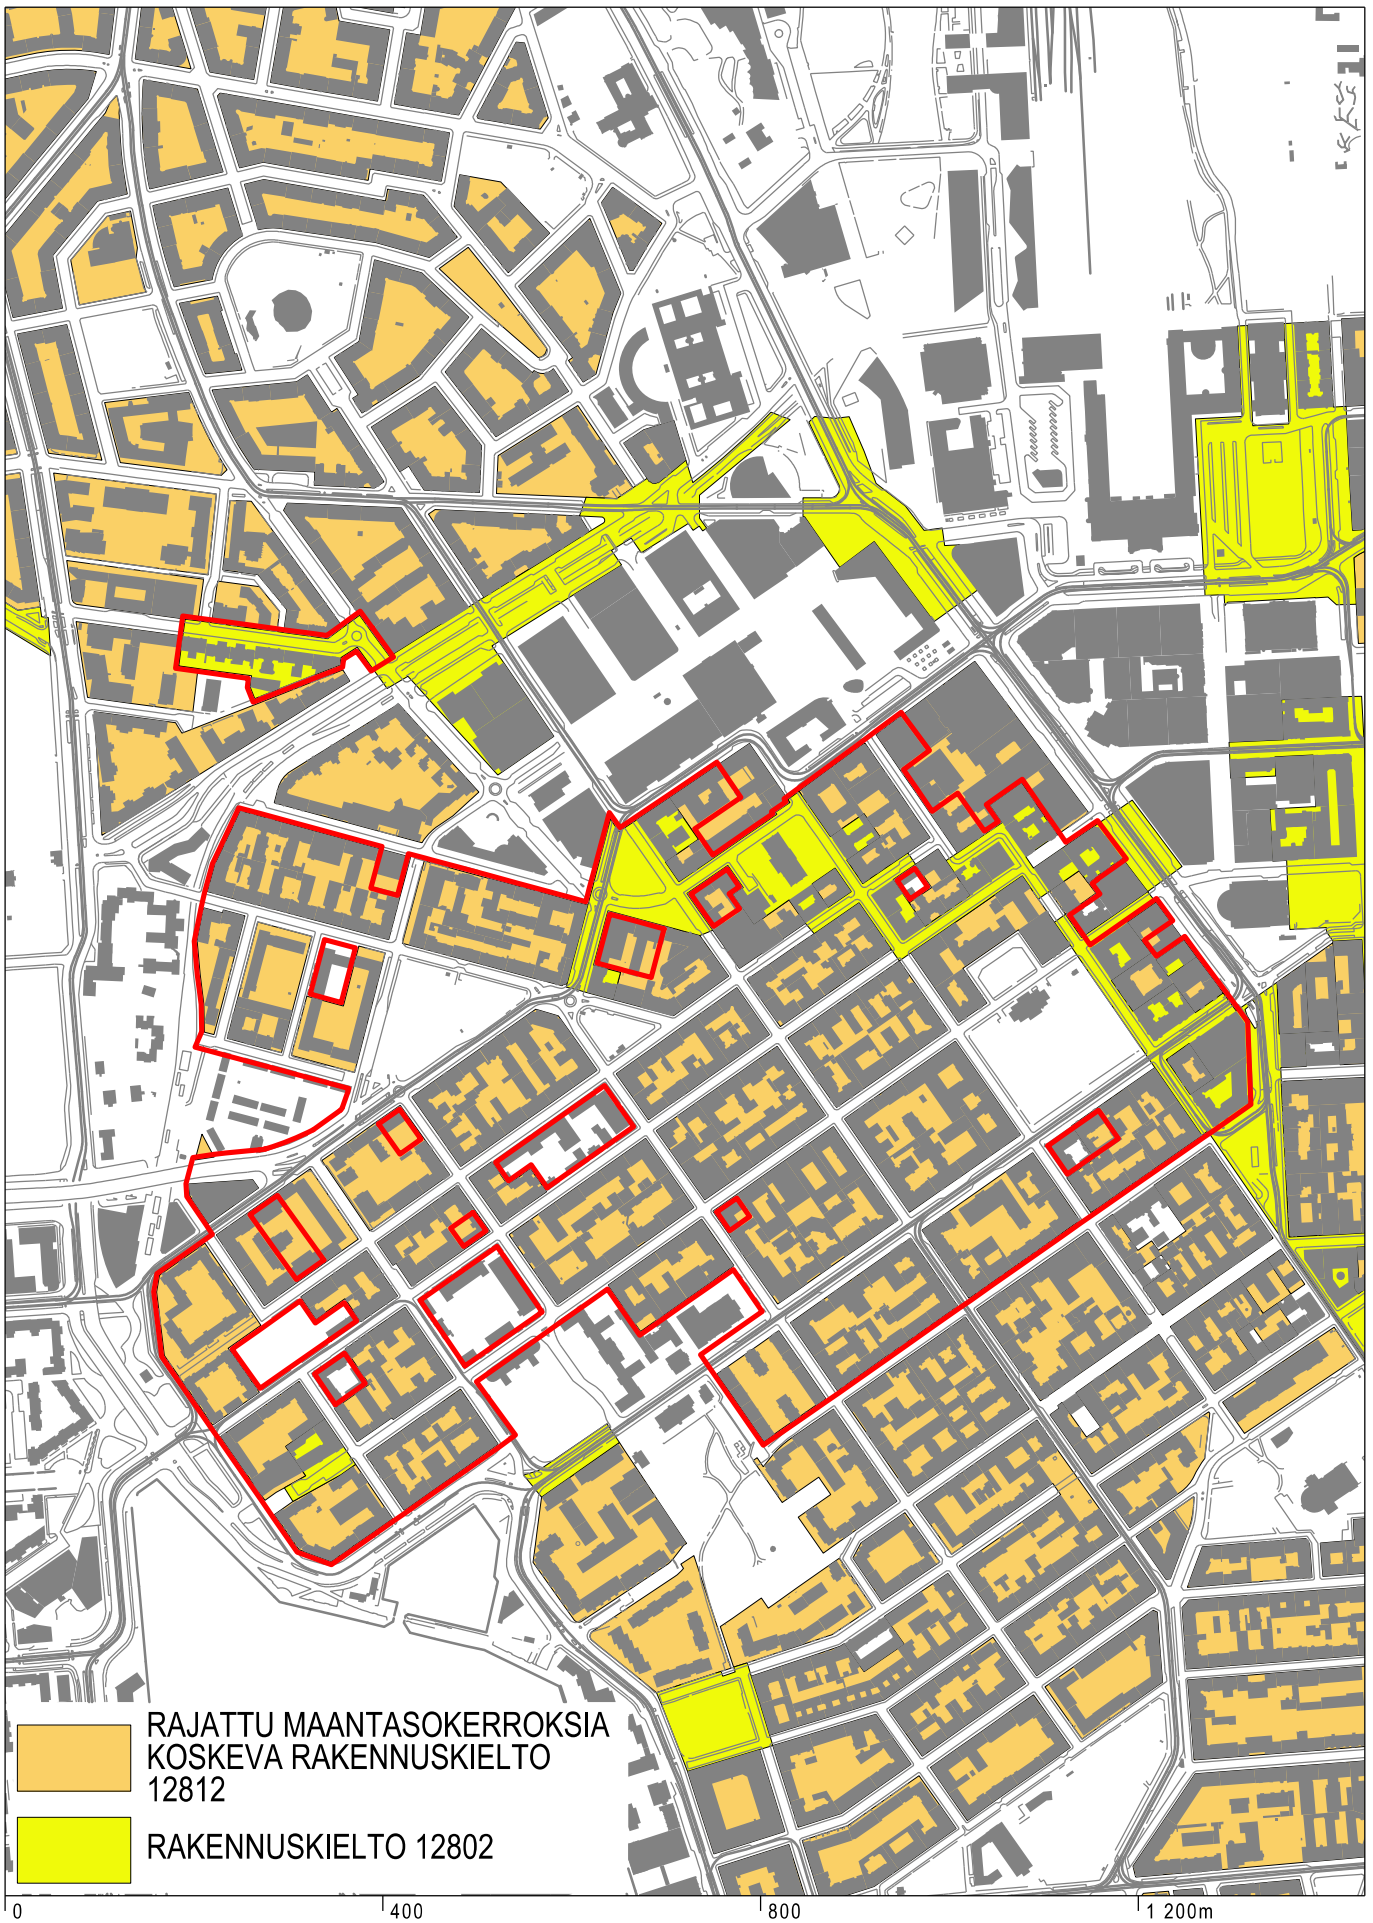 RAJATTU MAANTASOKERROKSIA
KOSKEVA RAKENNUSKIELTO
12812
RAKENNUSKIELTO 12802
0 400 800 1 200m